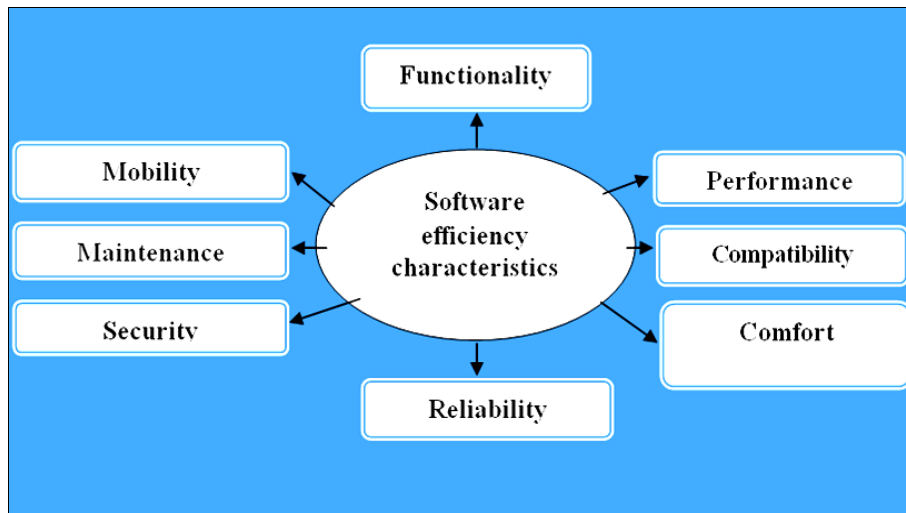 Functionality
Mobility
Performance
Software
efficiency
characteristics
Maintenance
Compatibility
Security
Comfort
Reliability